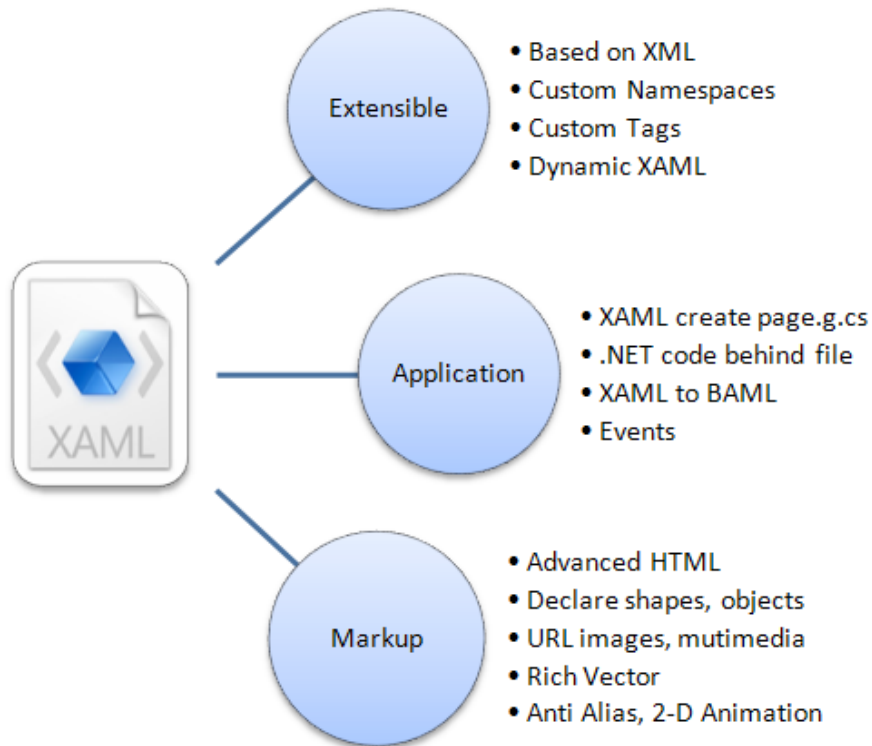 Extensible
• Based on XML
• Custom Namespaces
• Custom Tags
• Dynamic XAML
XAML
Application
• XAML create page.g.cs
• .NET code behind file
• XAML to BAML
• Events
Markup
• Advanced HTML
• Declare shapes, objects
• URL images, mutimedia
• Rich Vector
• Anti Alias, 2-D Animation